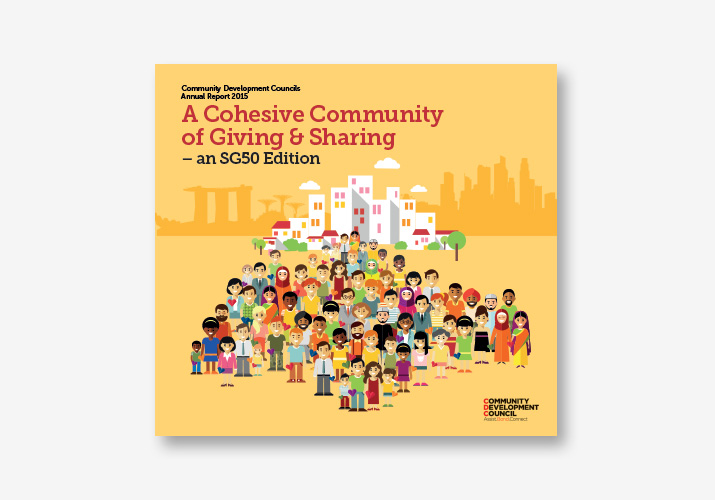 Community Development Councils
Annual Report 2015
A Cohesive Community
of Giving & Sharing
– an SG50 Edition
COMMUNITY
DEVELOPMENT
COUNCIL
Assist.Bond.Connect